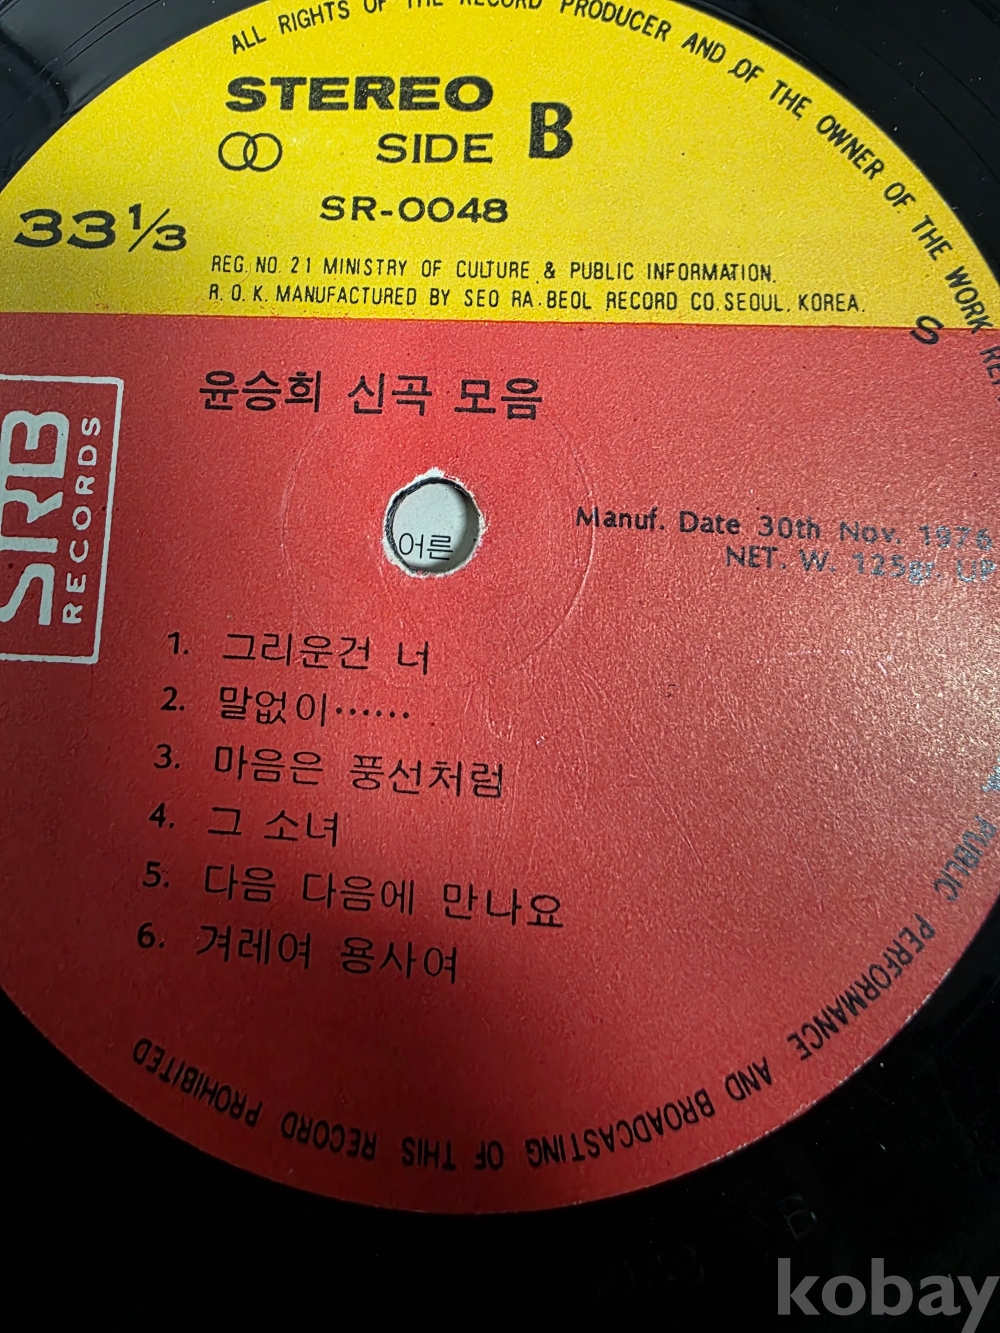 ALL RIGHTS OF THE RECORD PRODUCER AND OF THE OWNER OF THE WORK
STEREO
SIDE B
SR-0048
33 1/3
REG. NO. 21 MINISTRY OF CULTURE & PUBLIC INFORMATION.
R. O. K. MANUFACTURED BY SEO RA-BEOL RECORD CO. SEOUL, KOREA.
S
윤승희 신곡 모음
SRB
RECORDS
어른
Manuf. Date 30th Nov. 1976
NET. W. 125gr. UP
1. 그리운건 너
2. 말없이……
3. 마음은 풍선처럼
4. 그 소녀
5. 다음 다음에 만나요
6. 겨레여 용사여
PUBLIC PERFORMANCE AND BROADCASTING OF THIS RECORD PROHIBITED
kobay